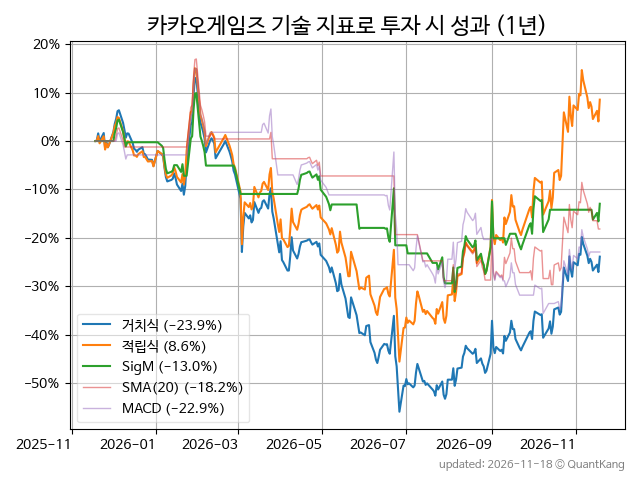 카카오게임즈 기술 지표로 투자 시 성과 (1년)
20%
10%
0%
−10%
−20%
−30%
−40%
−50%
거치식 (−23.9%)
적립식 (8.6%)
SigM (−13.0%)
SMA(20) (−18.2%)
MACD (−22.9%)
2025-11
2026-01
2026-03
2026-05
2026-07
2026-09
2026-11
updated: 2026-11-18 © QuantKang